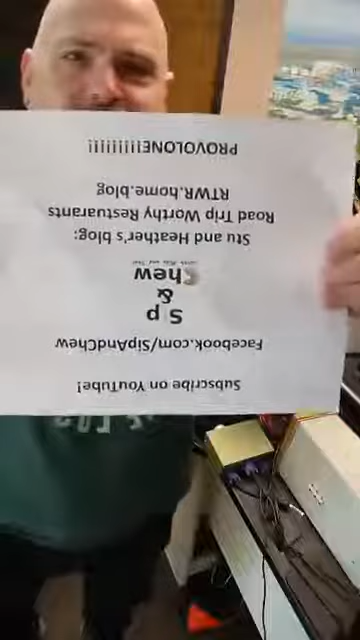 Subscribe on YouTube!
Facebook.com/SipAndChew
Sip
&
Chew
Stu and Heather's blog:
Road Trip Worthy Restuarants
RTWR.home.blog
PROVOLONE!!!!!!!!!!